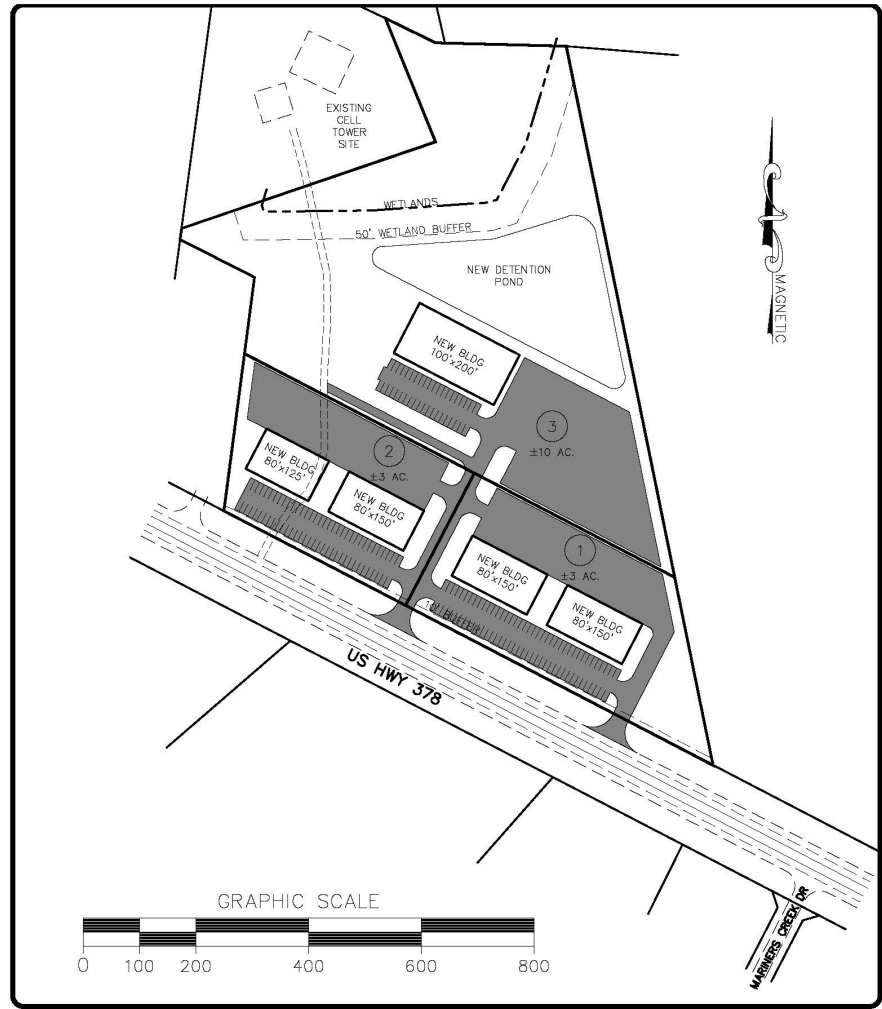 EXISTING
CELL
TOWER
SITE
WETLANDS
50' WETLAND BUFFER
NEW DETENTION
POND
MAGNETIC
NEW BLDG
100'x200'
3
±10 AC.
2
±3 AC.
NEW BLDG
80'x125'
NEW BLDG
80'x150'
1
±3 AC.
NEW BLDG
80'x150'
NEW BLDG
80'x150'
10' BUFFER
US HWY 378
MARINERS CREEK DR
GRAPHIC SCALE
0 100 200 400 600 800